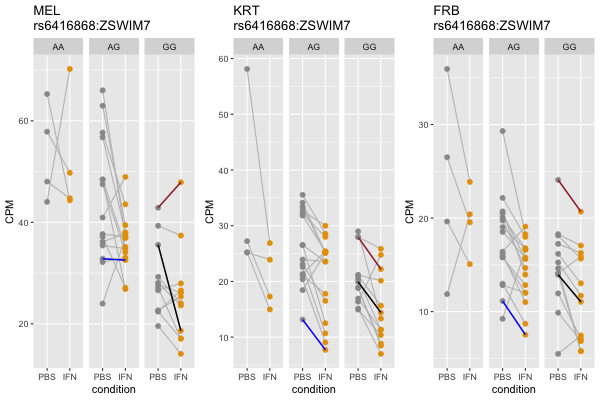 MEL
rs6416868:ZSWIM7
AA AG GG
CPM
60
40
20
PBS IFN PBS IFN PBS IFN
condition
KRT
rs6416868:ZSWIM7
AA AG GG
CPM
60
50
40
30
20
10
PBS IFN PBS IFN PBS IFN
condition
FRB
rs6416868:ZSWIM7
AA AG GG
CPM
30
20
10
PBS IFN PBS IFN PBS IFN
condition